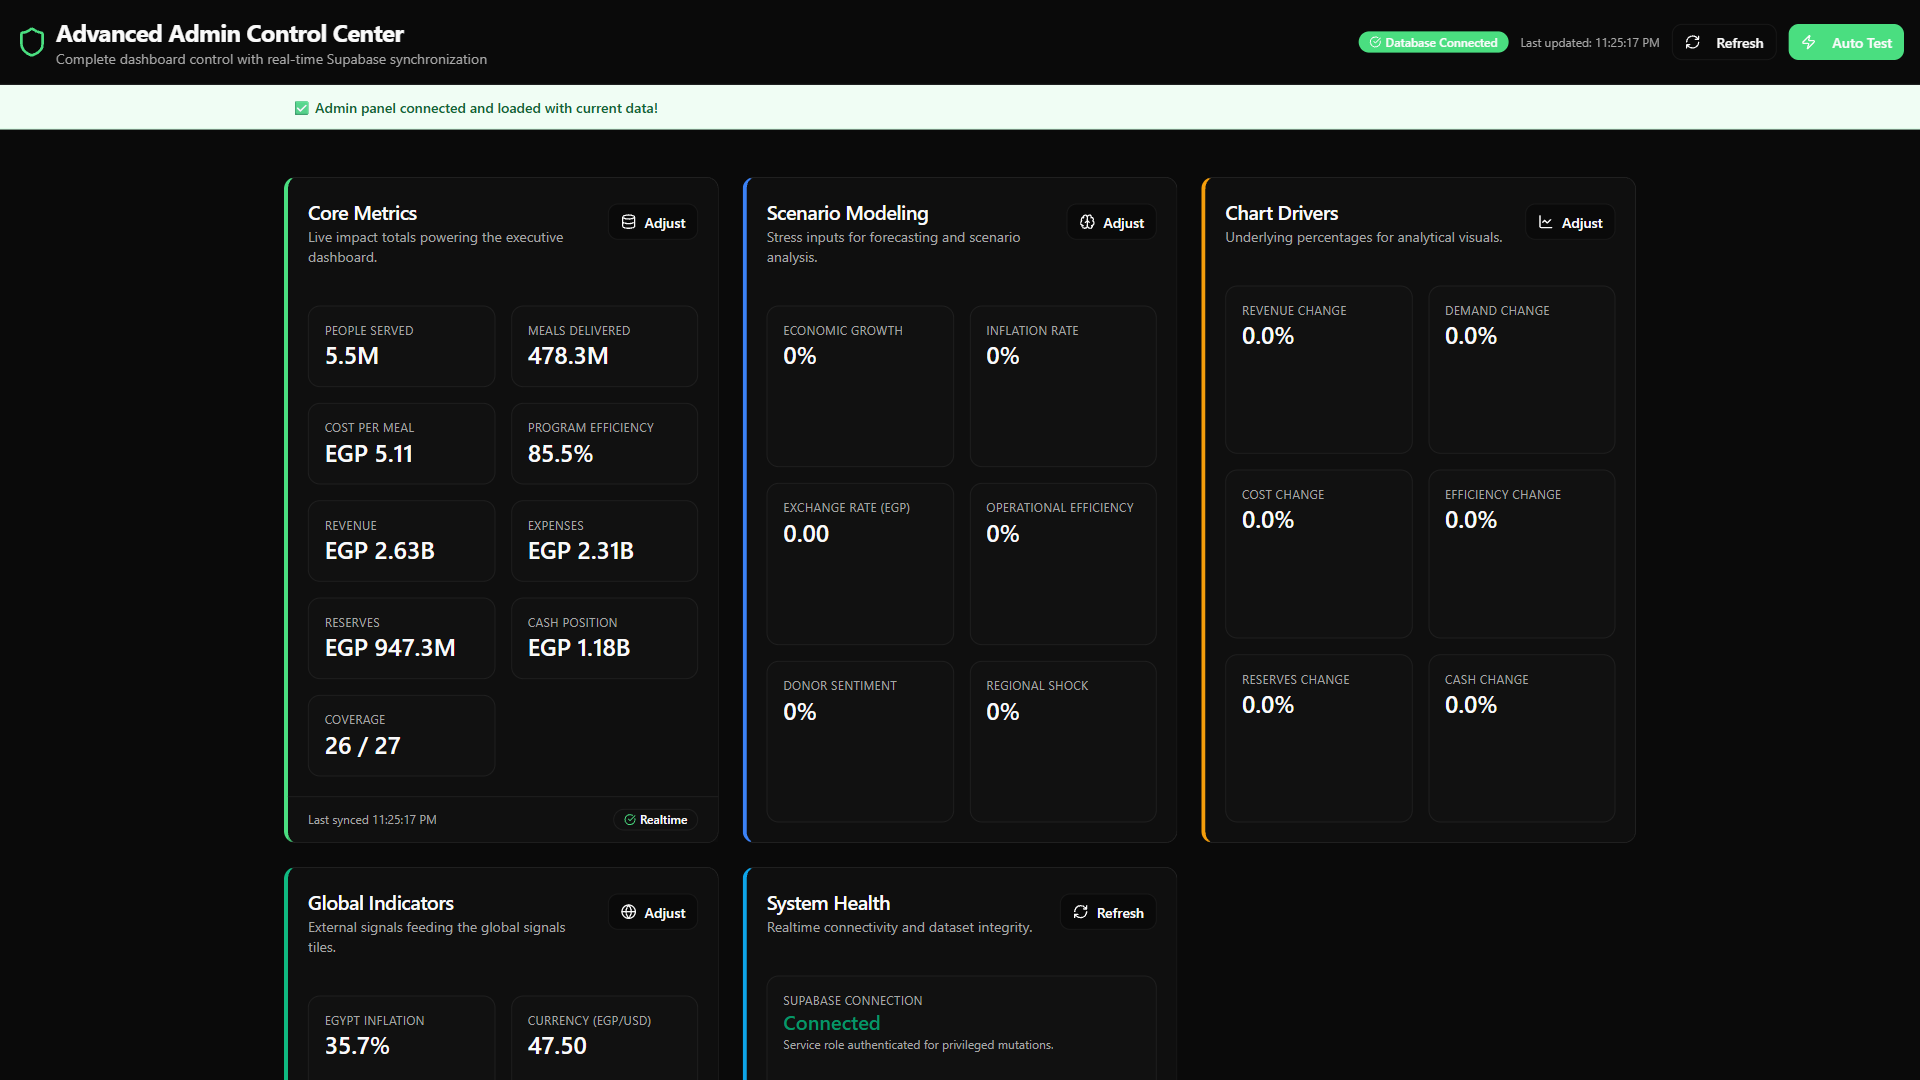 Advanced Admin Control Center
Complete dashboard control with real-time Supabase synchronization
Database Connected
Last updated: 11:25:17 PM
Refresh
Auto Test
✅ Admin panel connected and loaded with current data!
Core Metrics
Live impact totals powering the executive
dashboard.
Adjust
PEOPLE SERVED
5.5M
MEALS DELIVERED
478.3M
COST PER MEAL
EGP 5.11
PROGRAM EFFICIENCY
85.5%
REVENUE
EGP 2.63B
EXPENSES
EGP 2.31B
RESERVES
EGP 947.3M
CASH POSITION
EGP 1.18B
COVERAGE
26 / 27
Last synced 11:25:17 PM
Realtime
Scenario Modeling
Stress inputs for forecasting and scenario
analysis.
Adjust
ECONOMIC GROWTH
0%
INFLATION RATE
0%
EXCHANGE RATE (EGP)
0.00
OPERATIONAL EFFICIENCY
0%
DONOR SENTIMENT
0%
REGIONAL SHOCK
0%
Chart Drivers
Underlying percentages for analytical visuals.
Adjust
REVENUE CHANGE
0.0%
DEMAND CHANGE
0.0%
COST CHANGE
0.0%
EFFICIENCY CHANGE
0.0%
RESERVES CHANGE
0.0%
CASH CHANGE
0.0%
Global Indicators
External signals feeding the global signals
tiles.
Adjust
EGYPT INFLATION
35.7%
CURRENCY (EGP/USD)
47.50
System Health
Realtime connectivity and dataset integrity.
Refresh
SUPABASE CONNECTION
Connected
Service role authenticated for privileged mutations.